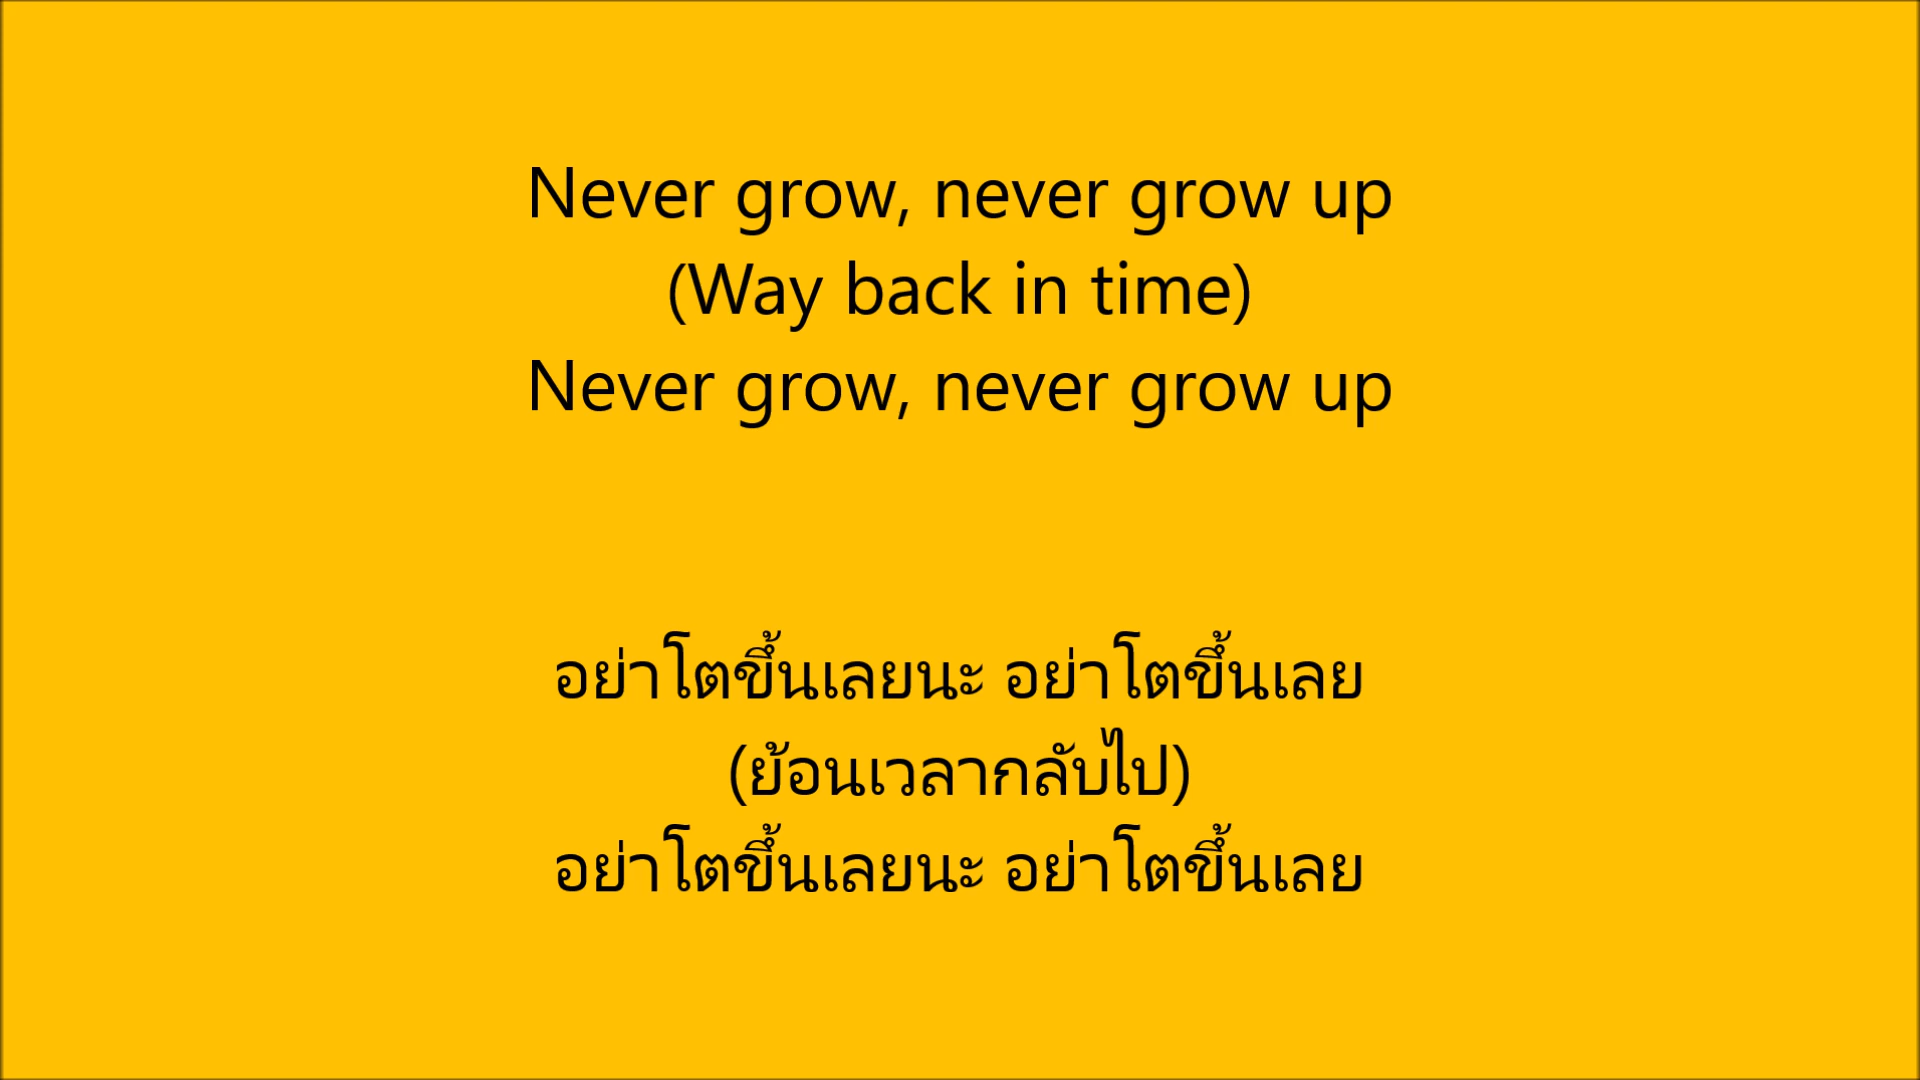 Never grow, never grow up
(Way back in time)
Never grow, never grow up
อย่าโตขึ้นเลยนะ อย่าโตขึ้นเลย
(ย้อนเวลากลับไป)
อย่าโตขึ้นเลยนะ อย่าโตขึ้นเลย